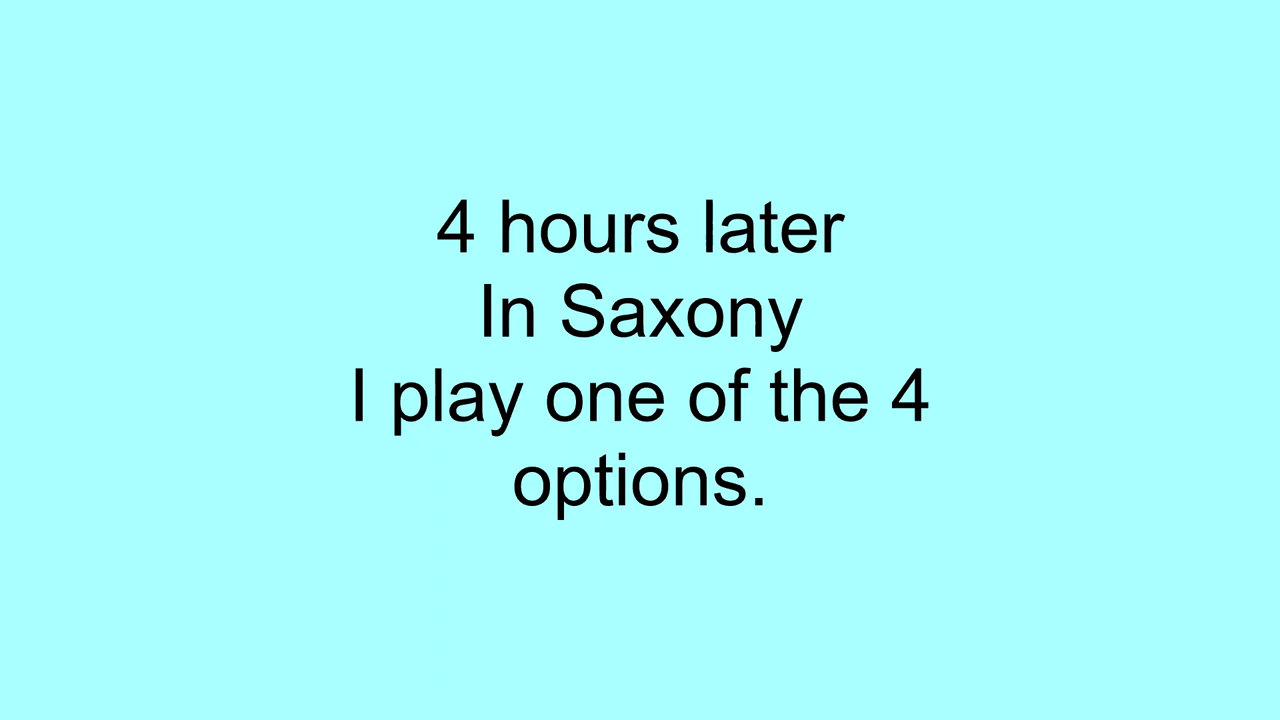 4 hours later
In Saxony
I play one of the 4
options.